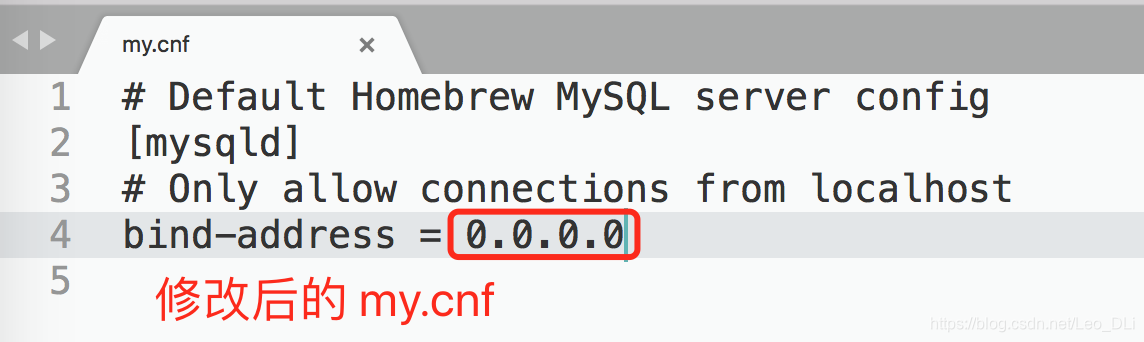 my.cnf ×
1 # Default Homebrew MySQL server config
2 [mysqld]
3 # Only allow connections from localhost
4 bind-address = 0.0.0.0
5
修改后的 my.cnf
https://blog.csdn.net/Leo_DLi